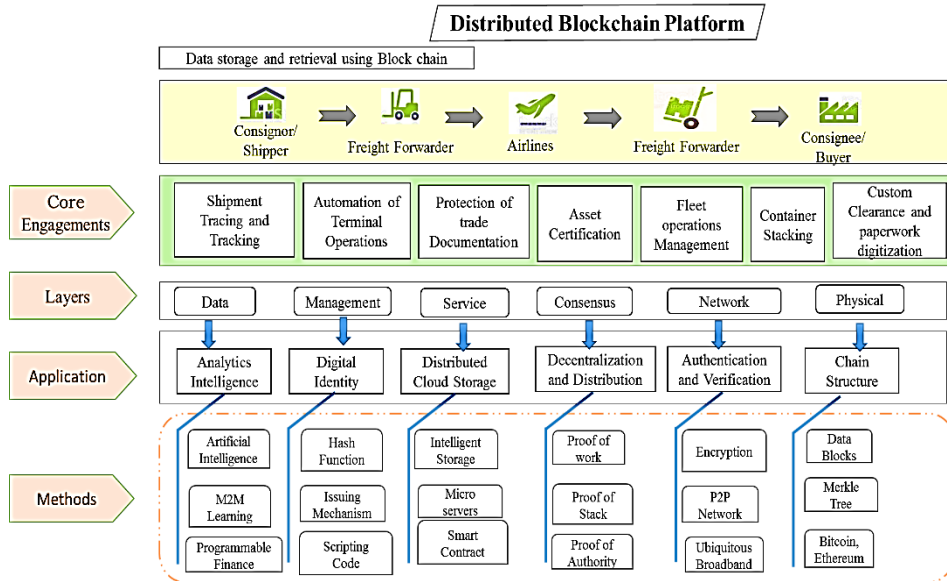 Distributed Blockchain Platform
Data storage and retrieval using Block chain
Consignor/
Shipper
Freight Forwarder
Airlines
Freight Forwarder
Consignee/
Buyer
Core
Engagements
Shipment
Tracing and
Tracking
Automation of
Terminal
Operations
Protection of
trade
Documentation
Asset
Certification
Fleet
operations
Management
Container
Stacking
Custom
Clearance and
paperwork
digitization
Layers
Data
Management
Service
Consensus
Network
Physical
Application
Analytics
Intelligence
Digital
Identity
Distributed
Cloud Storage
Decentralization
and Distribution
Authentication
and Verification
Chain
Structure
Methods
Artificial
Intelligence
Hash
Function
Intelligent
Storage
Proof of
work
Encryption
Data
Blocks
M2M
Learning
Issuing
Mechanism
Micro
servers
Proof of
Stack
P2P
Network
Merkle
Tree
Programmable
Finance
Scripting
Code
Smart
Contract
Proof of
Authority
Ubiquitous
Broadband
Bitcoin,
Ethereum